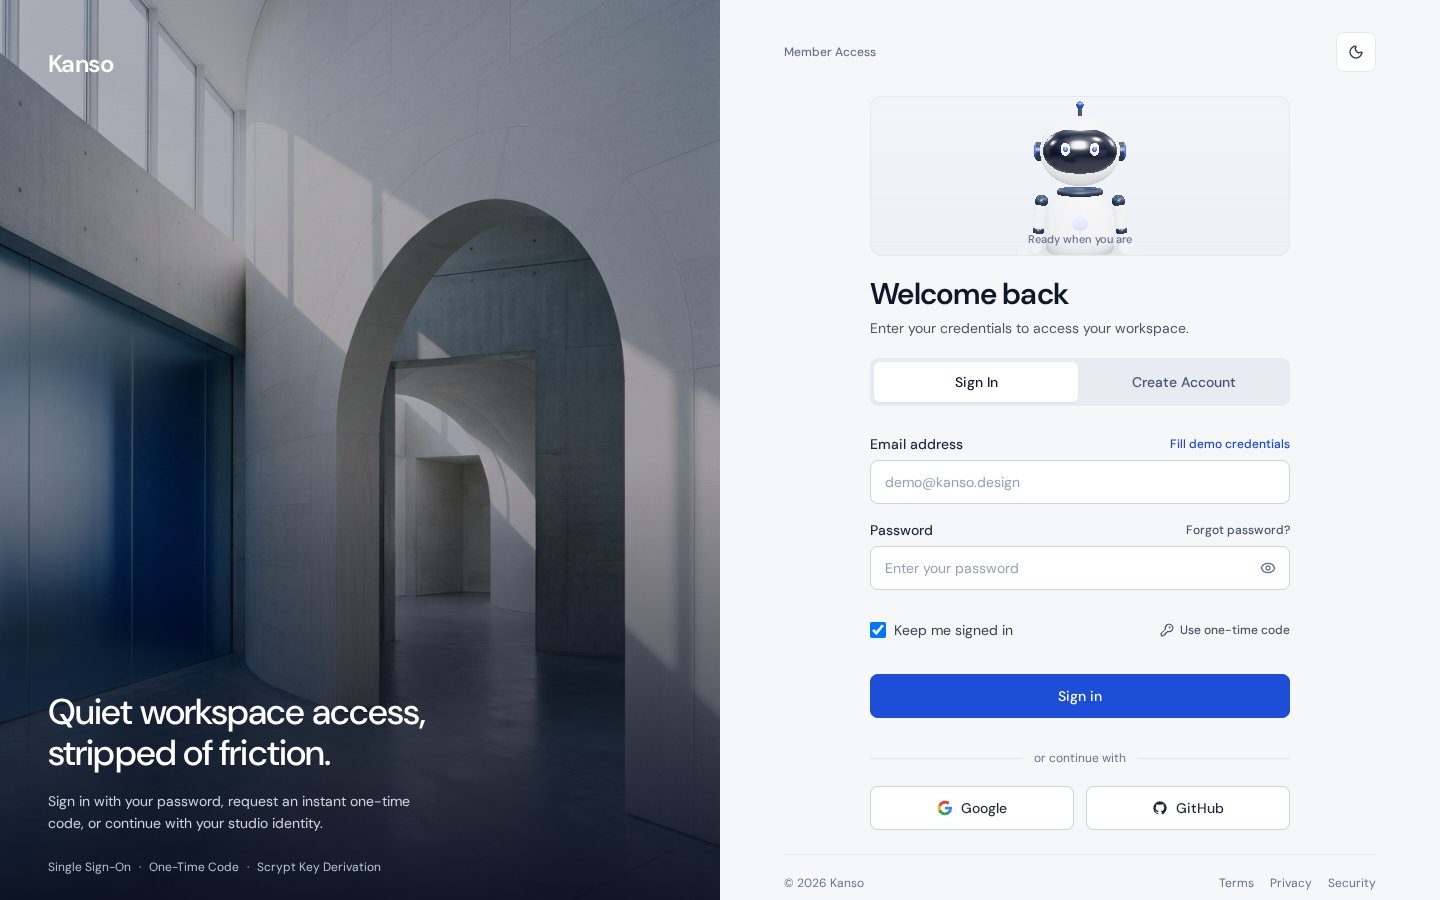 Kanso
Quiet workspace access,
stripped of friction.
Sign in with your password, request an instant one-time
code, or continue with your studio identity.
Single Sign-On · One-Time Code · Scrypt Key Derivation
Member Access
Ready when you are
Welcome back
Enter your credentials to access your workspace.
Sign In
Create Account
Email address
Fill demo credentials
demo@kanso.design
Password
Forgot password?
Enter your password
Keep me signed in
Use one-time code
Sign in
or continue with
Google
GitHub
© 2026 Kanso
Terms Privacy Security